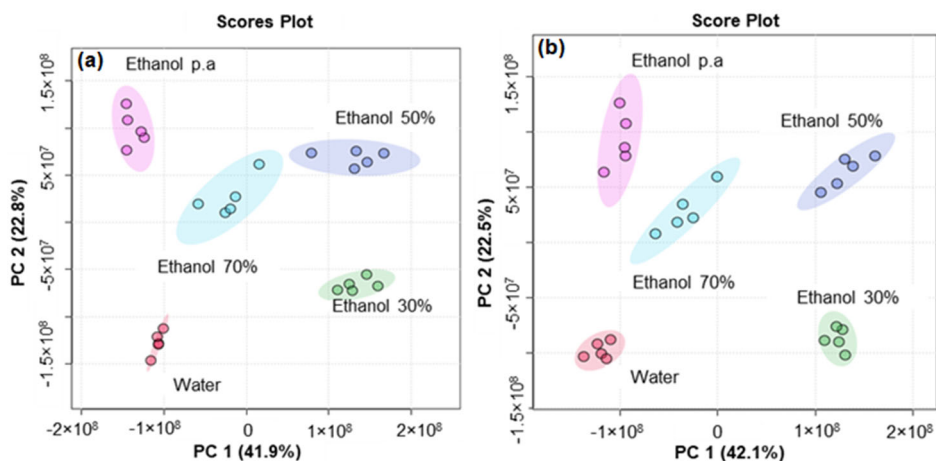 Scores Plot
(a)
Ethanol p.a
Ethanol 50%
Ethanol 70%
Ethanol 30%
Water
1.5×10⁸
5×10⁷
-5×10⁷
-1.5×10⁸
PC 2 (22.8%)
-2×10⁸ -1×10⁸ 0 1×10⁸ 2×10⁸
PC 1 (41.9%)
Score Plot
(b)
Ethanol p.a
Ethanol 50%
Ethanol 70%
Ethanol 30%
Water
1.5×10⁸
5×10⁷
-5×10⁷
-1.5×10⁸
PC 2 (22.5%)
-1×10⁸ 0 1×10⁸ 2×10⁸
PC 1 (42.1%)